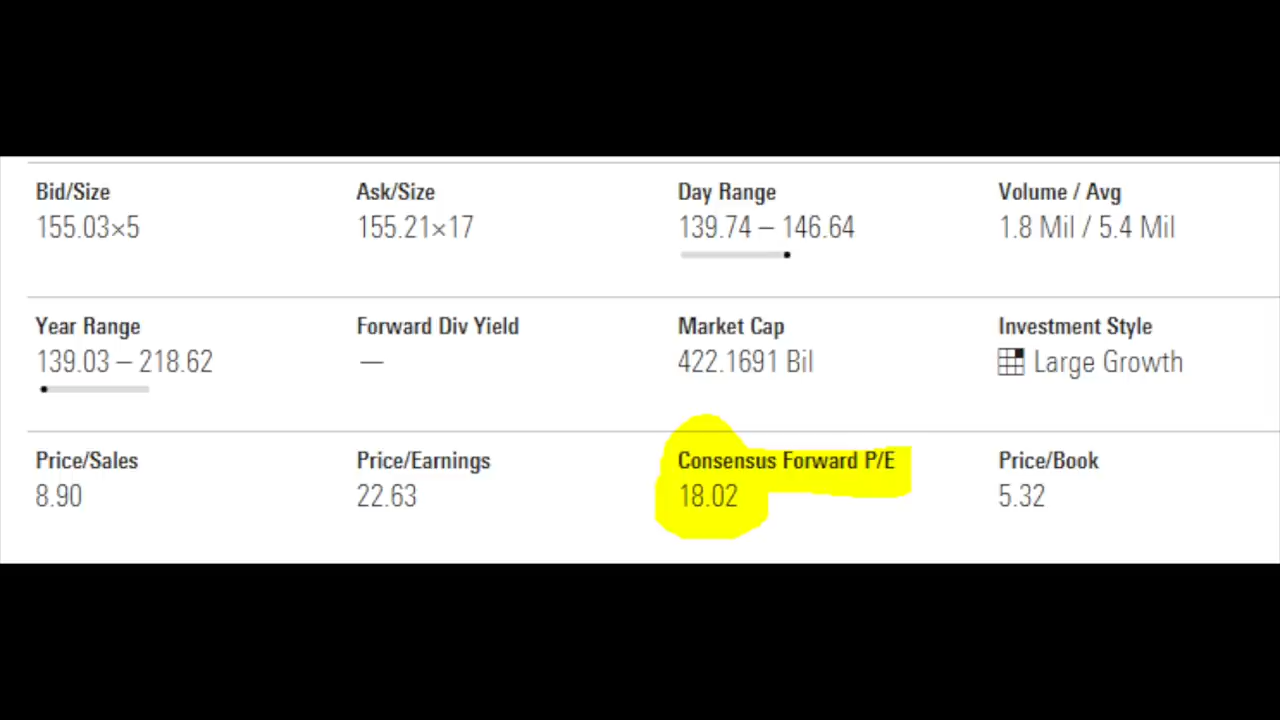 Bid/Size Ask/Size Day Range Volume / Avg
155.03×5 155.21×17 139.74 – 146.64 1.8 Mil / 5.4 Mil
Year Range Forward Div Yield Market Cap Investment Style
139.03 – 218.62 — 422.1691 Bil Large Growth
Price/Sales Price/Earnings Consensus Forward P/E Price/Book
8.90 22.63 18.02 5.32